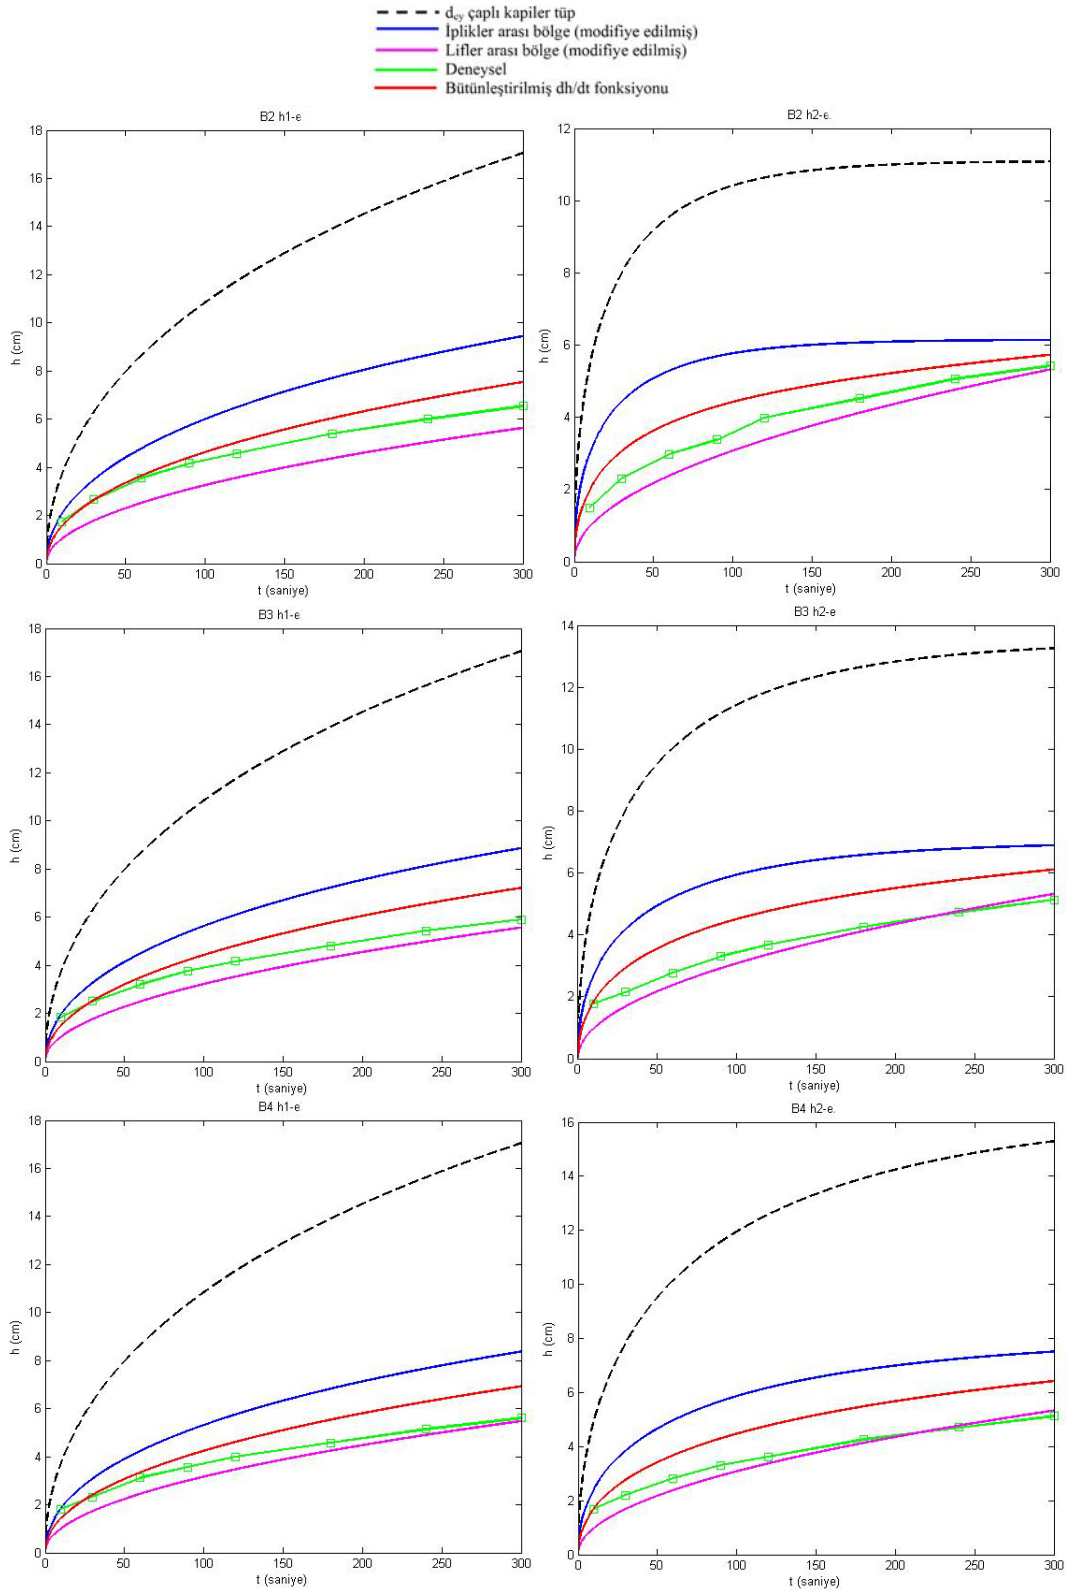 d_ey çaplı kapiler tüp
İplikler arası bölge (modifiye edilmiş)
Lifler arası bölge (modifiye edilmiş)
Deneysel
Bütünleştirilmiş dh/dt fonksiyonu
B2 h1-e
18
16
14
12
10
8
6
4
2
0
h (cm)
0 50 100 150 200 250 300
t (saniye)
B2 h2-e.
12
10
8
6
4
2
0
h (cm)
0 50 100 150 200 250 300
t (saniye)
B3 h1-e
18
16
14
12
10
8
6
4
2
0
h (cm)
0 50 100 150 200 250 300
t (saniye)
B3 h2-e
14
12
10
8
6
4
2
0
h (cm)
0 50 100 150 200 250 300
t (saniye)
B4 h1-e
18
16
14
12
10
8
6
4
2
0
h (cm)
0 50 100 150 200 250 300
t (saniye)
B4 h2-e.
16
14
12
10
8
6
4
2
0
h (cm)
0 50 100 150 200 250 300
t (saniye)